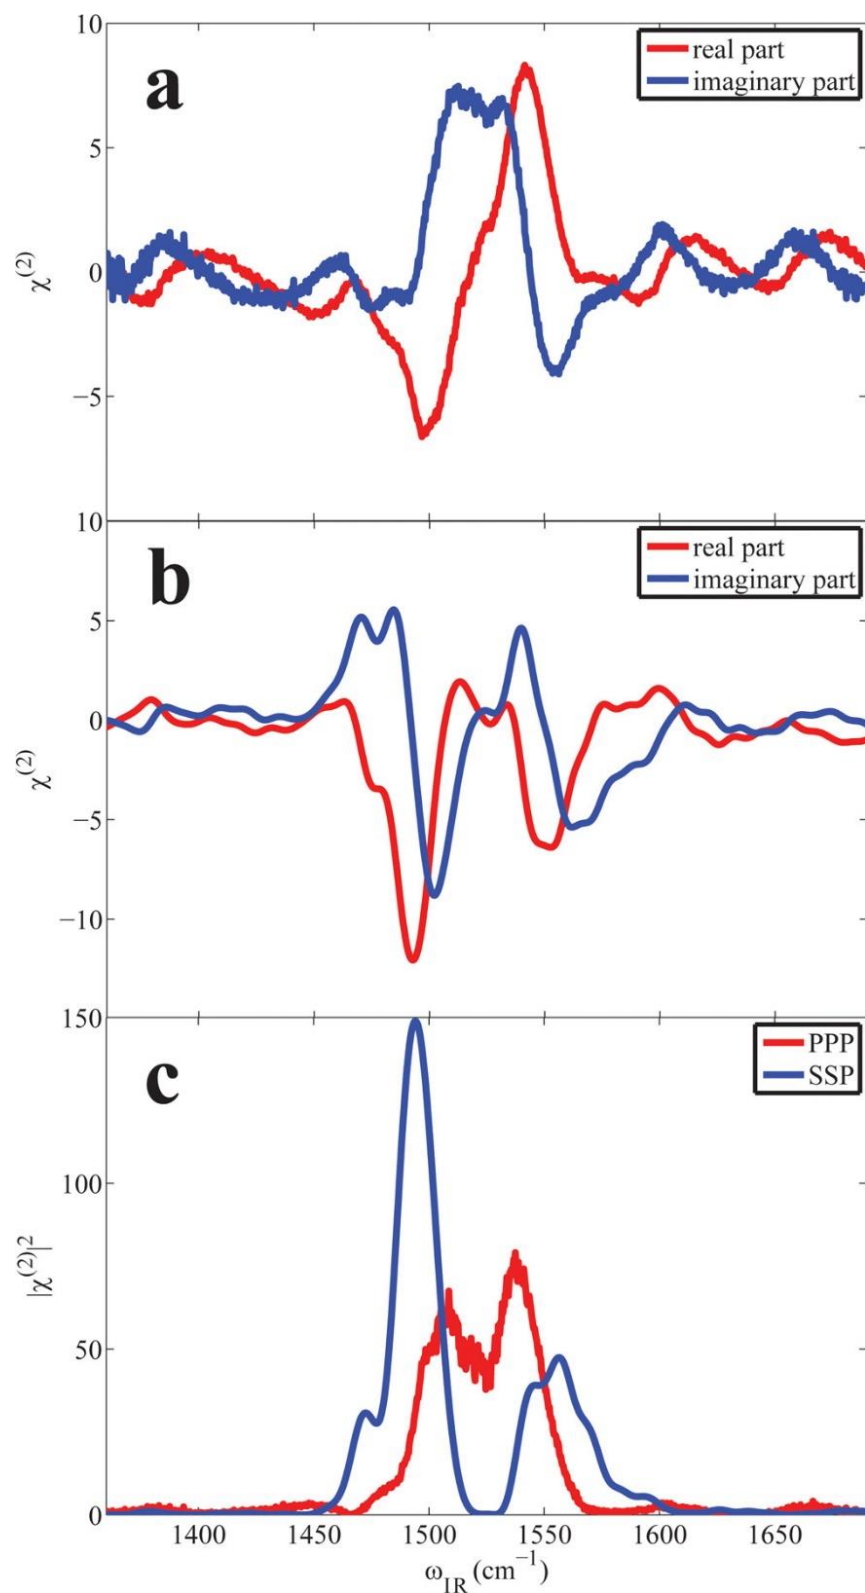 10
real part
imaginary part
a
5
χ(2)
0
−5
10
real part
imaginary part
b
5
χ(2)
0
−5
−10
150
PPP
SSP
c
100
|χ(2)|2
50
0
1400 1450 1500 1550 1600 1650
ωIR (cm−1)